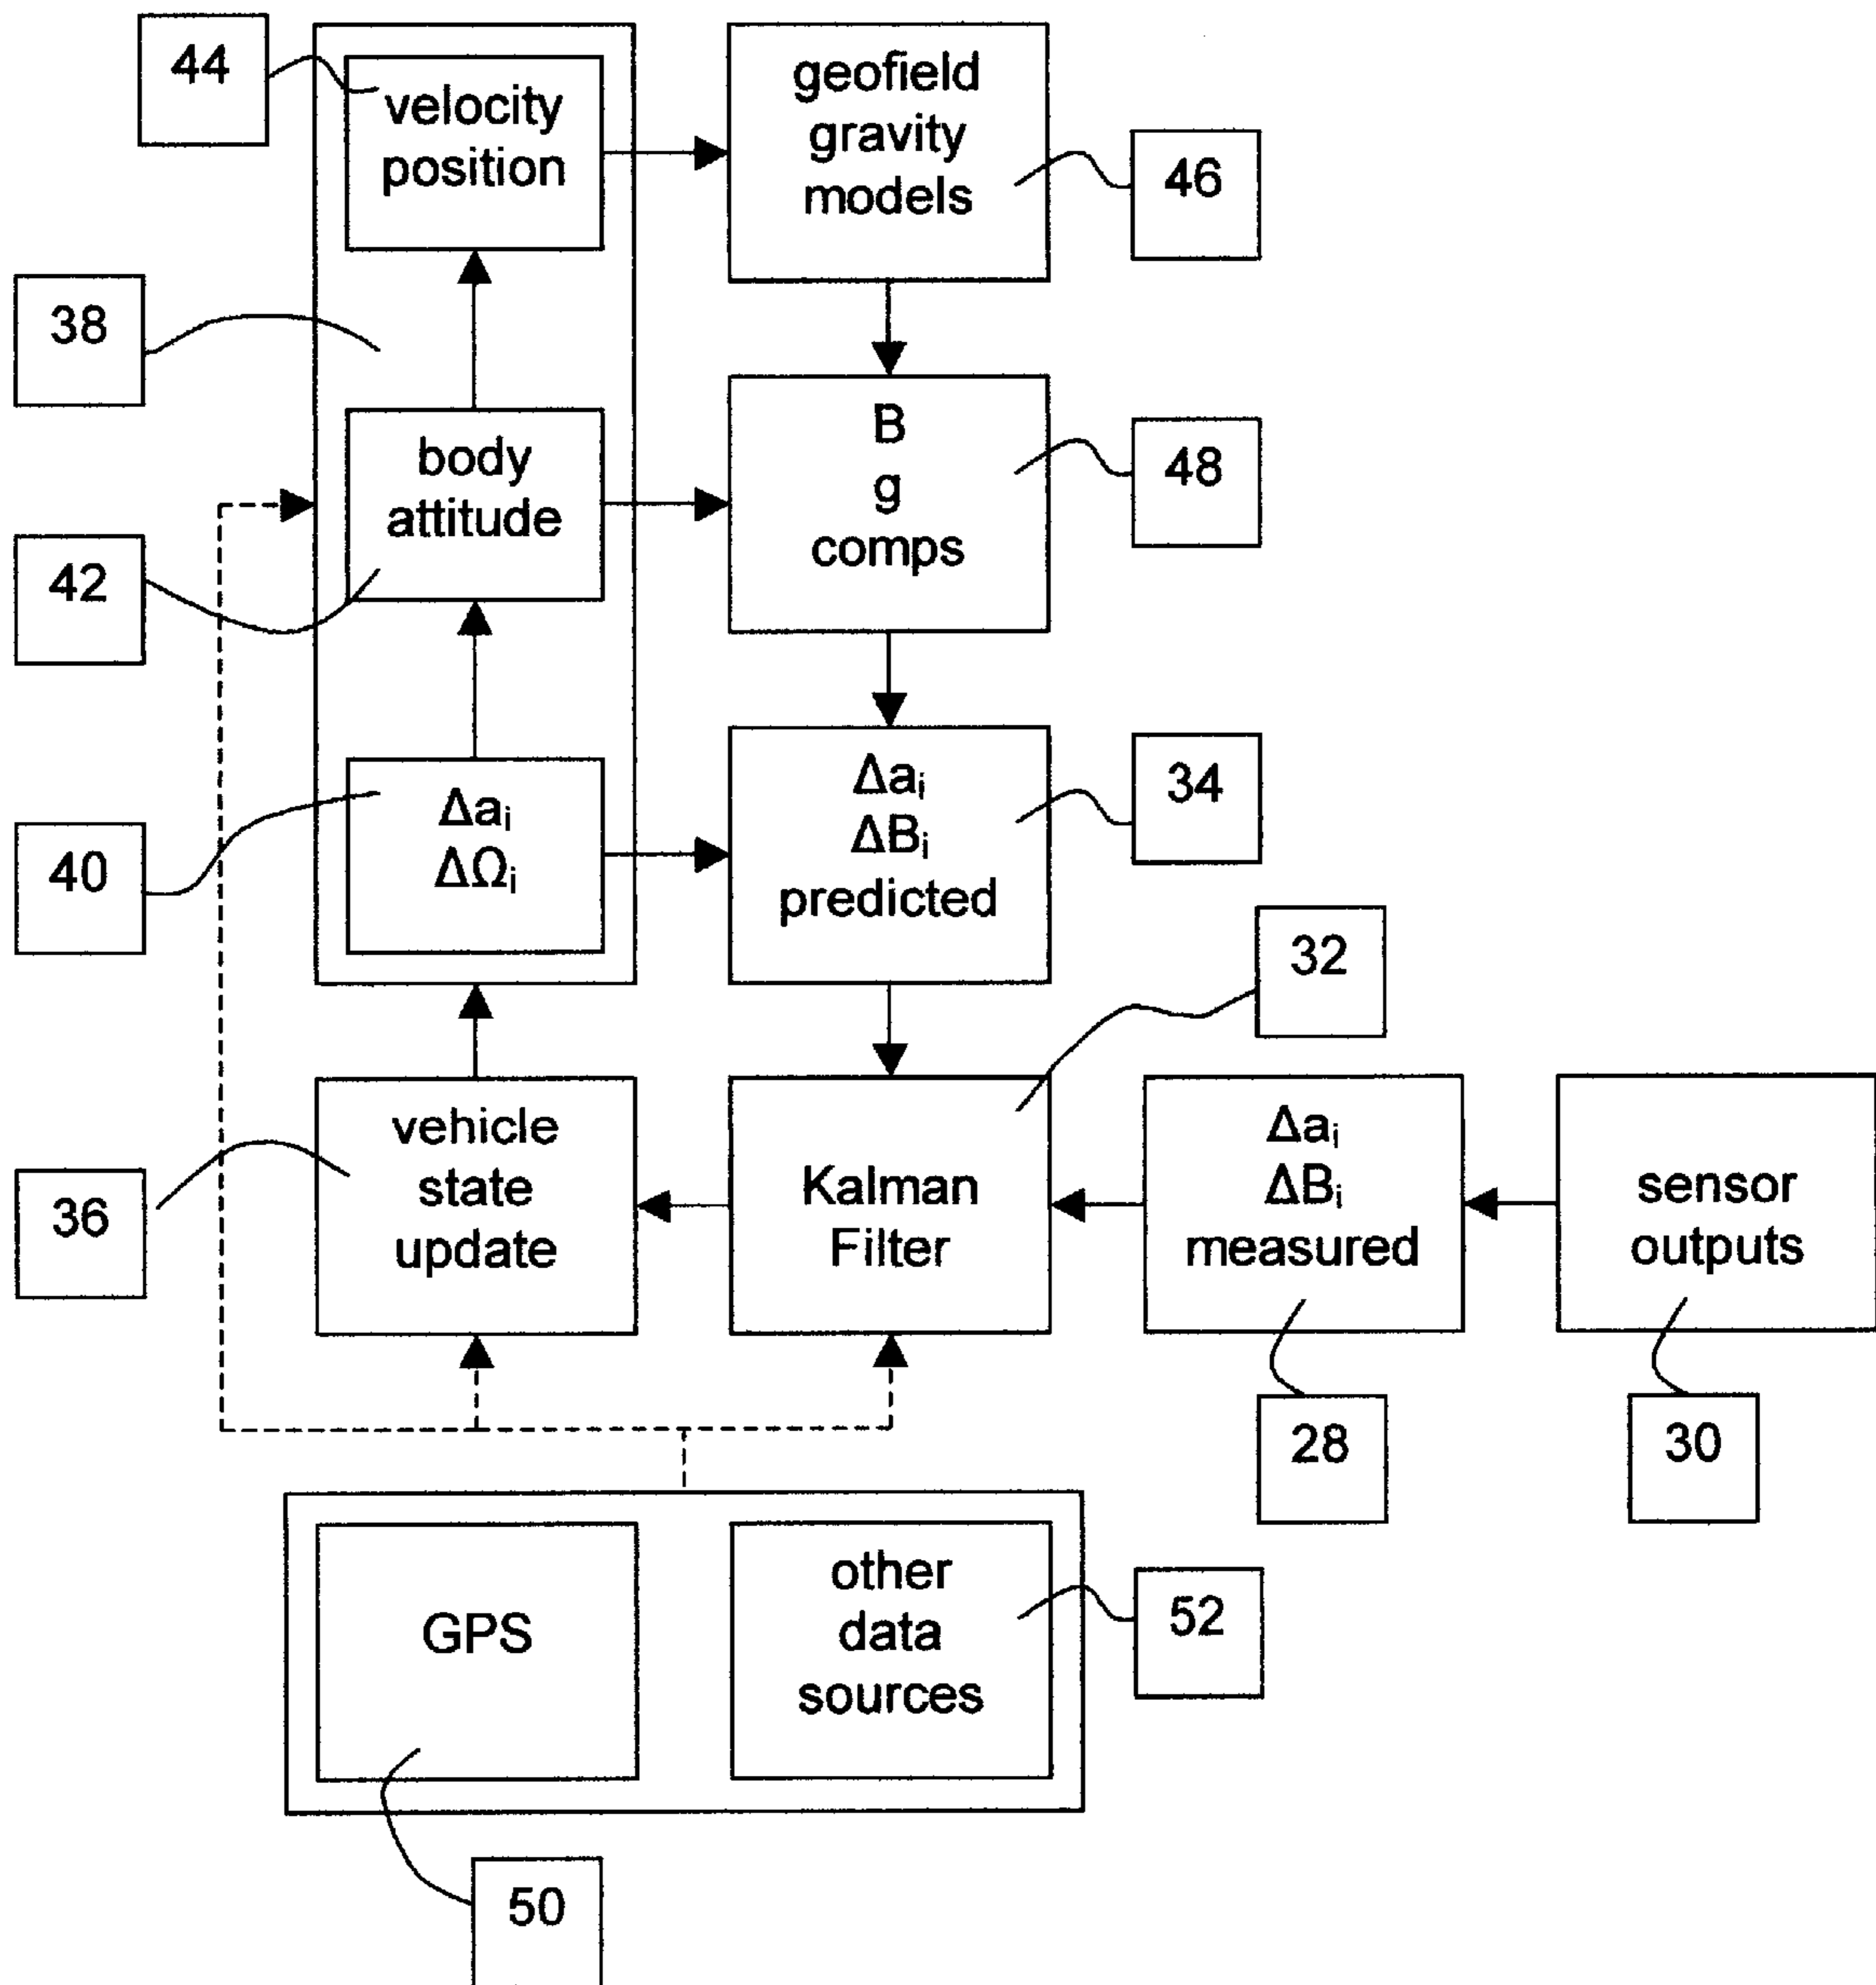 44
velocity
position
geofield
gravity
models
46
38
body
attitude
B
g
comps
48
42
Δaᵢ
ΔΩᵢ
40
Δaᵢ
ΔBᵢ
predicted
34
32
vehicle
state
update
36
Kalman
Filter
Δaᵢ
ΔBᵢ
measured
sensor
outputs
28
30
GPS
other
data
sources
52
50